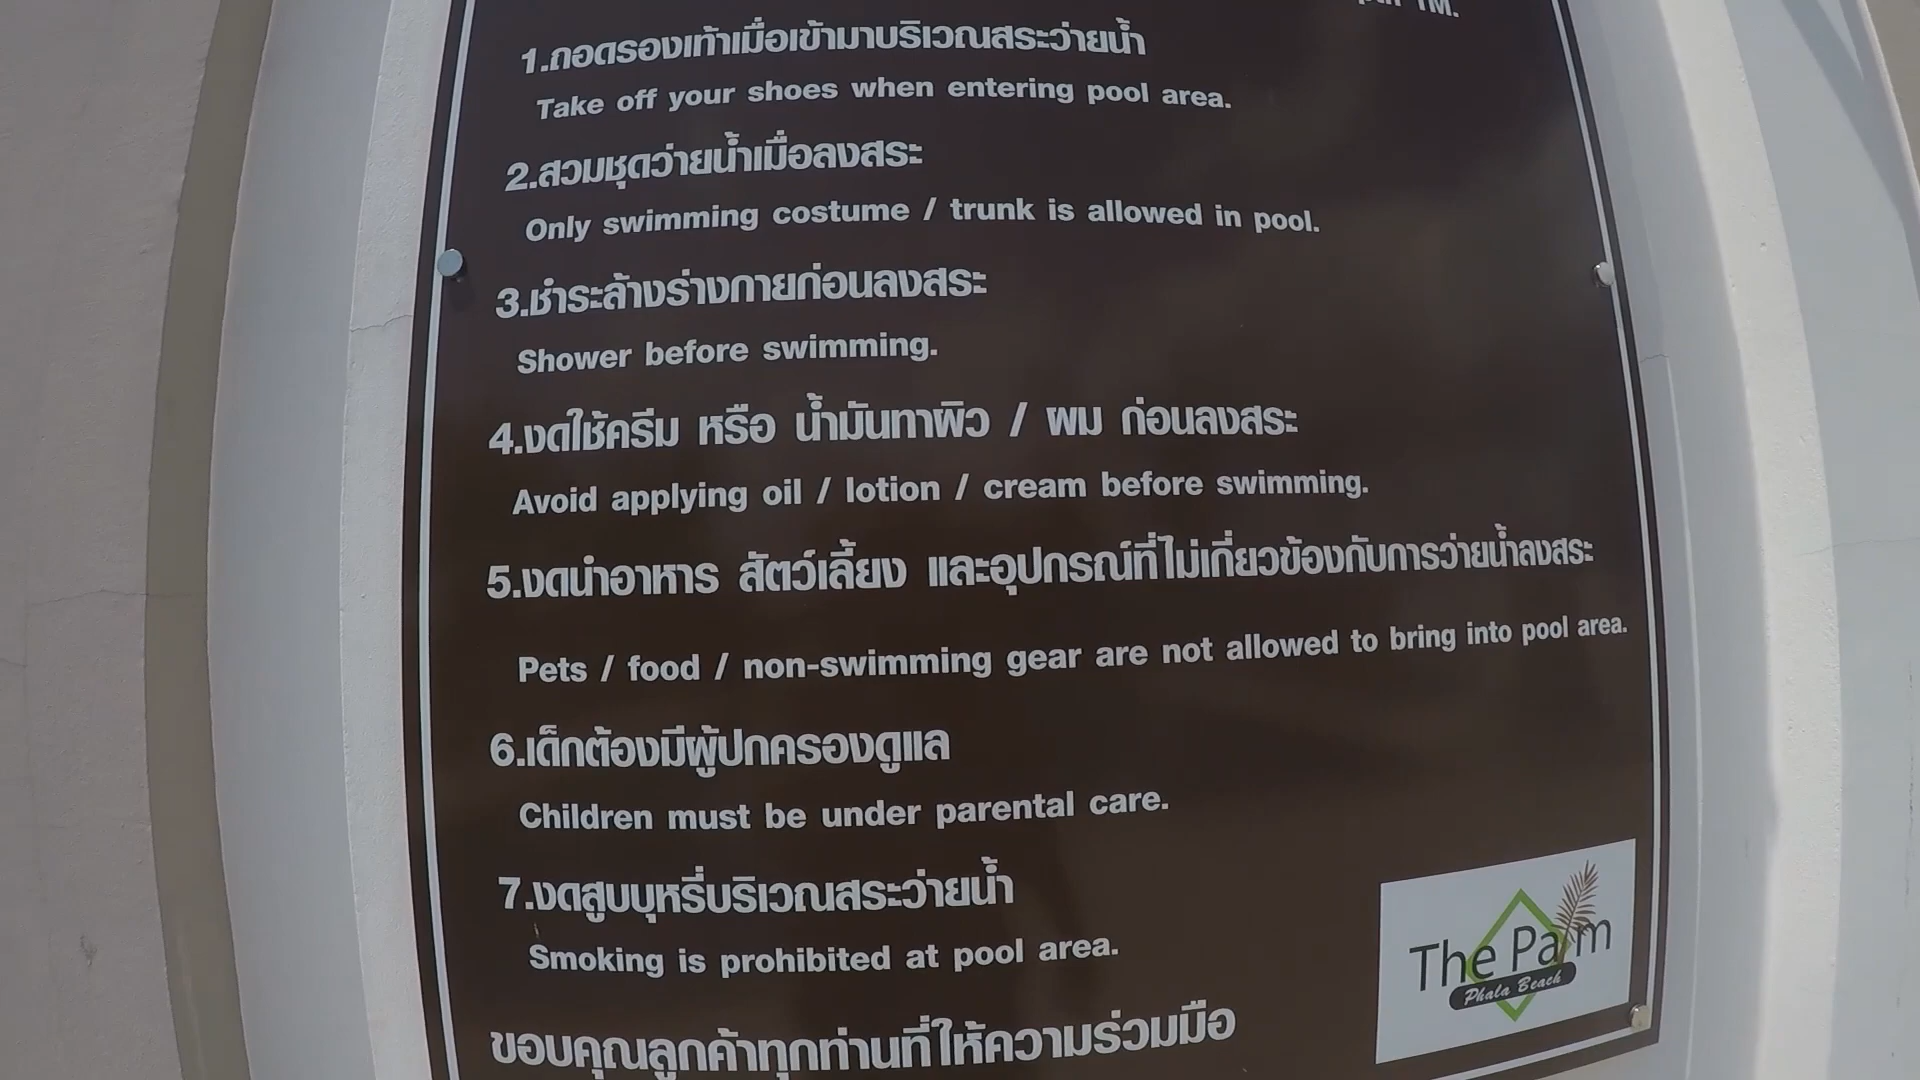 TM.
1.ถอดรองเท้าเมื่อเข้ามาบริเวณสระว่ายน้ำ
Take off your shoes when entering pool area.
2.สวมชุดว่ายน้ำเมื่อลงสระ
Only swimming costume / trunk is allowed in pool.
3.ชำระล้างร่างกายก่อนลงสระ
Shower before swimming.
4.งดใช้ครีม หรือ น้ำมันทาผิว / ผม ก่อนลงสระ
Avoid applying oil / lotion / cream before swimming.
5.งดนำอาหาร สัตว์เลี้ยง และอุปกรณ์ที่ไม่เกี่ยวข้องกับการว่ายน้ำลงสระ
Pets / food / non-swimming gear are not allowed to bring into pool area.
6.เด็กต้องมีผู้ปกครองดูแล
Children must be under parental care.
7.งดสูบบุหรี่บริเวณสระว่ายน้ำ
Smoking is prohibited at pool area.
The Palm
Phala Beach
ขอบคุณลูกค้าทุกท่านที่ให้ความร่วมมือ